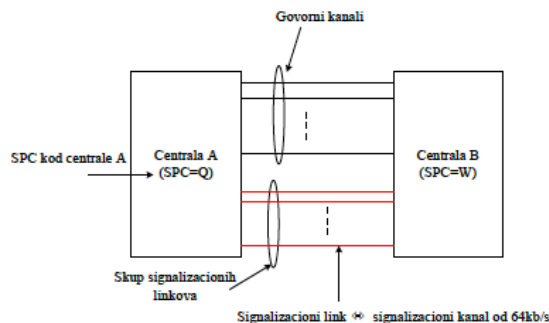 Govorni kanali
SPC kod centrale A
Centrala A
(SPC=Q)
Centrala B
(SPC=W)
Skup signalizacionih
linkova
Signalizacioni link ⇔ signalizacioni kanal od 64kb/s